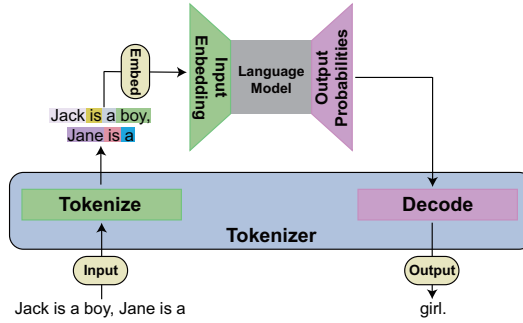 Embed
Input
Embedding
Language
Model
Output
Probabilities
Jack is a boy,
Jane is a
Tokenize
Decode
Tokenizer
Input
Output
Jack is a boy, Jane is a
girl.